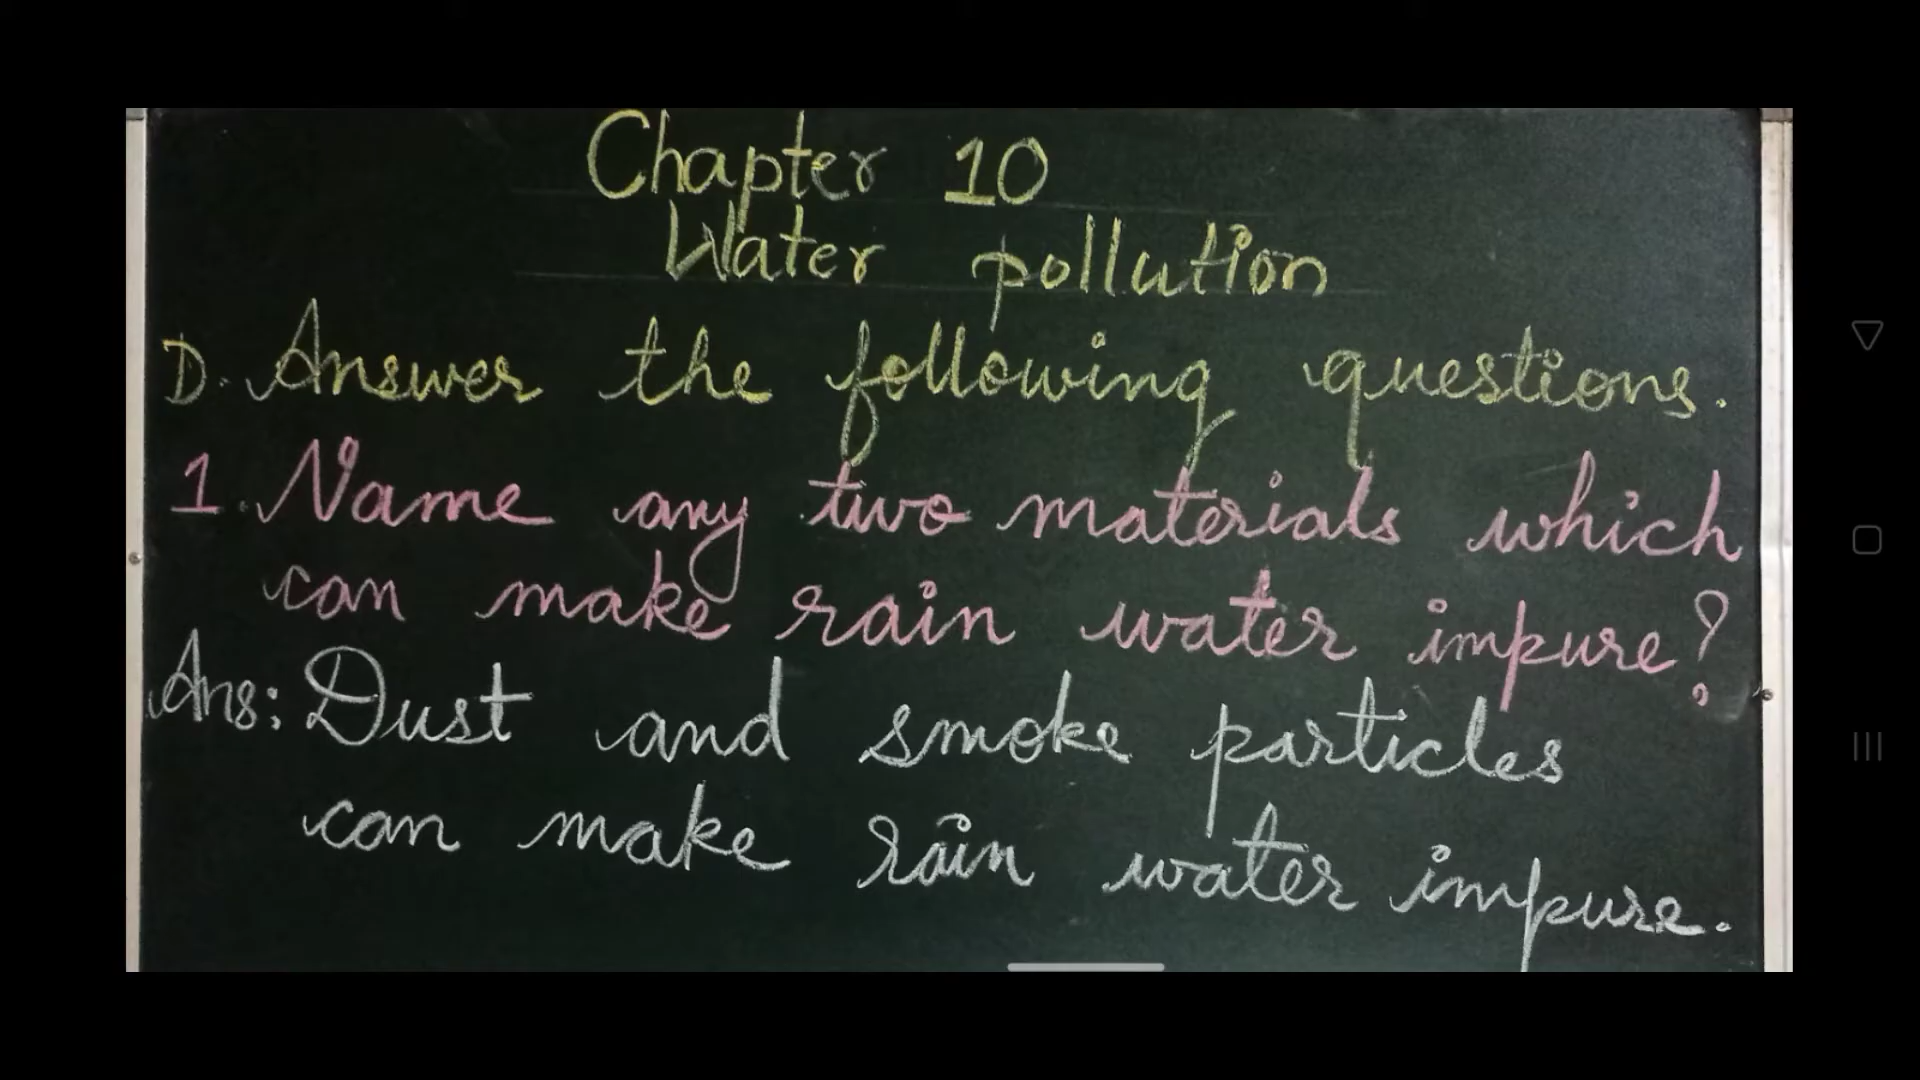 Chapter 10
Water pollution
D. Answer the following questions.
1. Name any two materials which
can make rain water impure?
Ans: Dust and smoke particles
can make rain water impure.